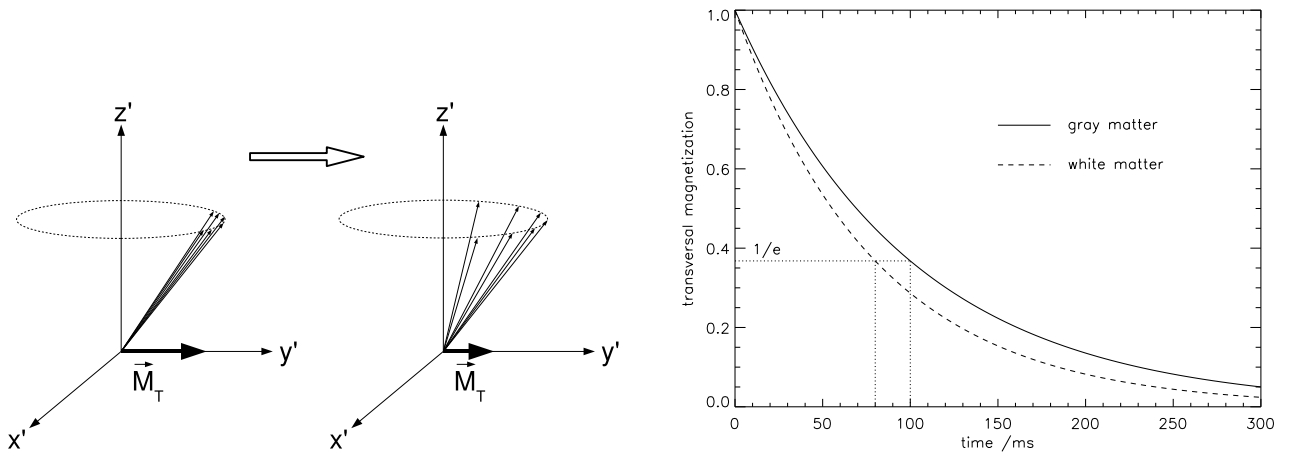 z'
y'
x'
M_T
z'
y'
x'
M_T
transversal magnetization
1.0
0.8
0.6
0.4
0.2
0.0
1/e
gray matter
white matter
0 50 100 150 200 250 300
time /ms